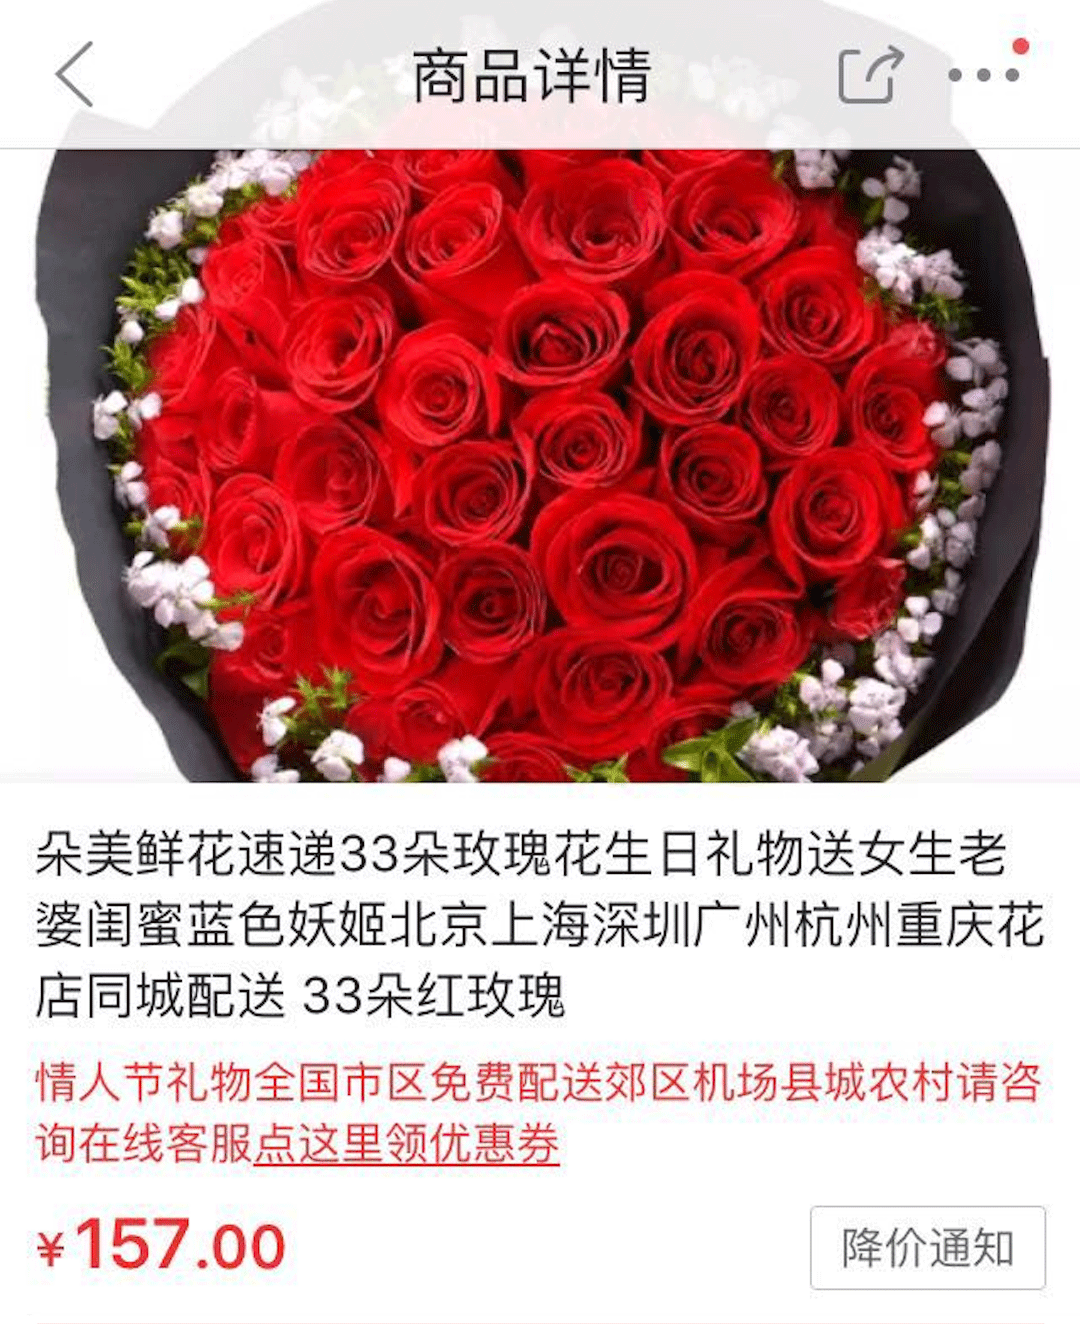 商品详情
朵美鲜花速递33朵玫瑰花生日礼物送女生老
婆闺蜜蓝色妖姬北京上海深圳广州杭州重庆花
店同城配送 33朵红玫瑰
情人节礼物全国市区免费配送郊区机场县城农村请咨
询在线客服点这里领优惠券
¥157.00
降价通知